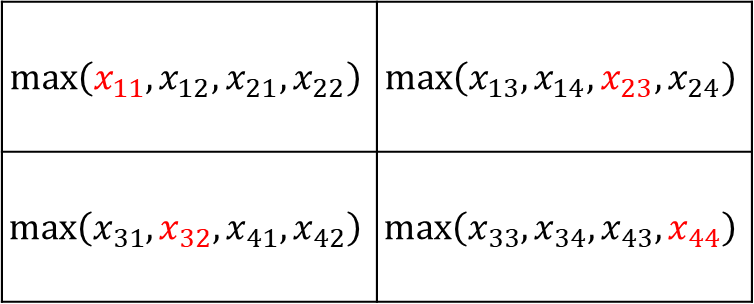 max(x₁₁, x₁₂, x₂₁, x₂₂) max(x₁₃, x₁₄, x₂₃, x₂₄)
max(x₃₁, x₃₂, x₄₁, x₄₂) max(x₃₃, x₃₄, x₄₃, x₄₄)